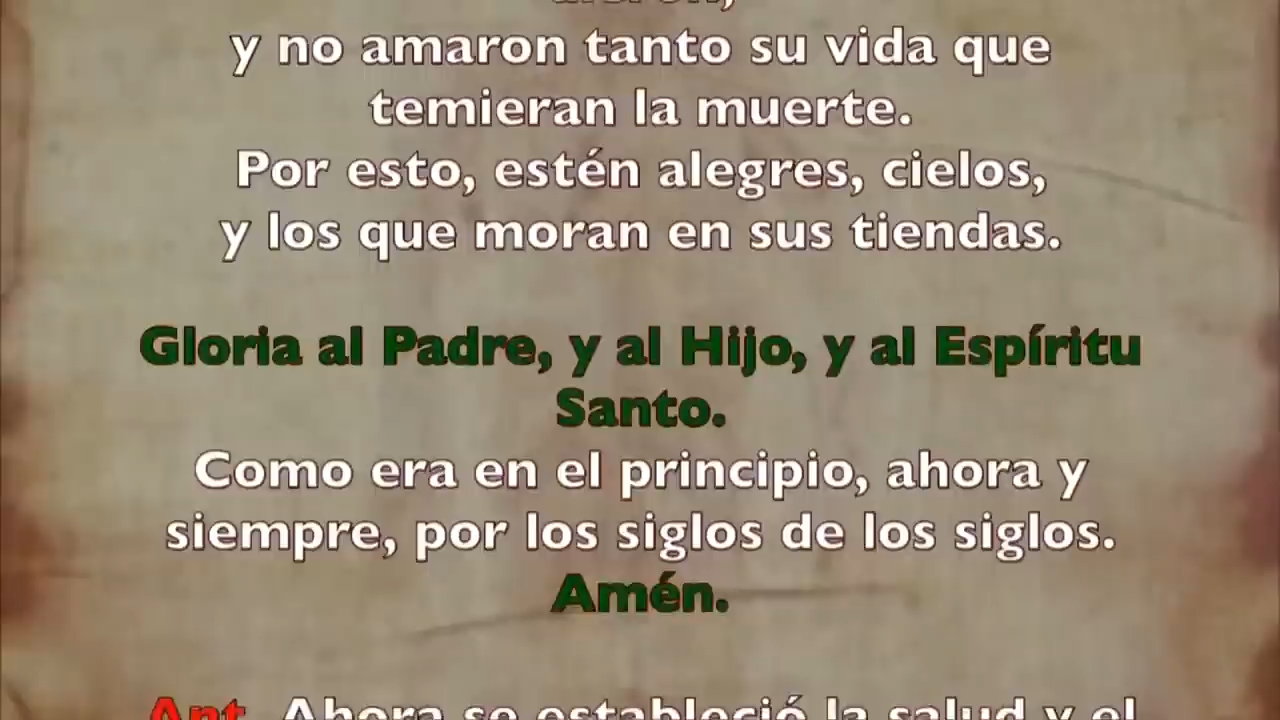 y no amaron tanto su vida que
temieran la muerte.
Por esto, estén alegres, cielos,
y los que moran en sus tiendas.
Gloria al Padre, y al Hijo, y al Espíritu
Santo.
Como era en el principio, ahora y
siempre, por los siglos de los siglos.
Amén.
Ant. Ahora se estableció la salud y el